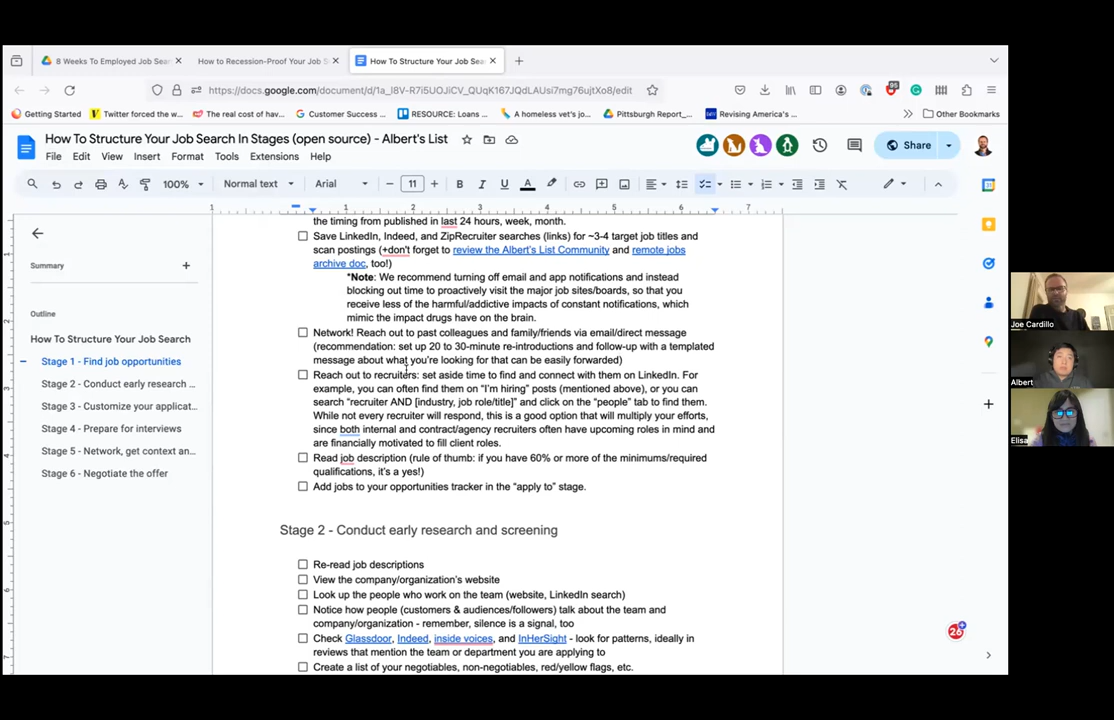 8 Weeks To Employed Job Sea
How to Recession-Proof Your Job S
How To Structure Your Job Sea
https://docs.google.com/document/d/1a_I8V-R7i5UOJiCV_QUqK167JQdLAUsi7mg76ujtXo8/edit
Getting Started
Twitter forced the w
The real cost of hav
Customer Success ...
RESOURCE: Loans ...
A homeless vet's jo
Pittsburgh Report_
Revising America's ...
Other Bookmarks
How To Structure Your Job Search In Stages (open source) - Albert's List
File Edit View Insert Format Tools Extensions Help
Share
100% Normal text Arial 11 B I U A
1 1 2 3 4 5 6 7
Summary
Outline
How To Structure Your Job Search
Stage 1 - Find job opportunities
Stage 2 - Conduct early research ...
Stage 3 - Customize your applicat...
Stage 4 - Prepare for interviews
Stage 5 - Network, get context an...
Stage 6 - Negotiate the offer
the timing from published in last 24 hours, week, month.
Save LinkedIn, Indeed, and ZipRecruiter searches (links) for ~3-4 target job titles and
scan postings (+don't forget to review the Albert's List Community and remote jobs
archive doc, too!)
*Note: We recommend turning off email and app notifications and instead
blocking out time to proactively visit the major job sites/boards, so that you
receive less of the harmful/addictive impacts of constant notifications, which
mimic the impact drugs have on the brain.
Network! Reach out to past colleagues and family/friends via email/direct message
(recommendation: set up 20 to 30-minute re-introductions and follow-up with a templated
message about what you're looking for that can be easily forwarded)
Reach out to recruiters: set aside time to find and connect with them on LinkedIn. For
example, you can often find them on “I'm hiring” posts (mentioned above), or you can
search “recruiter AND [industry, job role/title]” and click on the “people” tab to find them.
While not every recruiter will respond, this is a good option that will multiply your efforts,
since both internal and contract/agency recruiters often have upcoming roles in mind and
are financially motivated to fill client roles.
Read job description (rule of thumb: if you have 60% or more of the minimums/required
qualifications, it's a yes!)
Add jobs to your opportunities tracker in the “apply to” stage.
Stage 2 - Conduct early research and screening
Re-read job descriptions
View the company/organization's website
Look up the people who work on the team (website, LinkedIn search)
Notice how people (customers & audiences/followers) talk about the team and
company/organization - remember, silence is a signal, too
Check Glassdoor, Indeed, inside voices, and InHerSight - look for patterns, ideally in
reviews that mention the team or department you are applying to
Create a list of your negotiables, non-negotiables, red/yellow flags, etc.
26
Joe Cardillo
Albert
Elisa